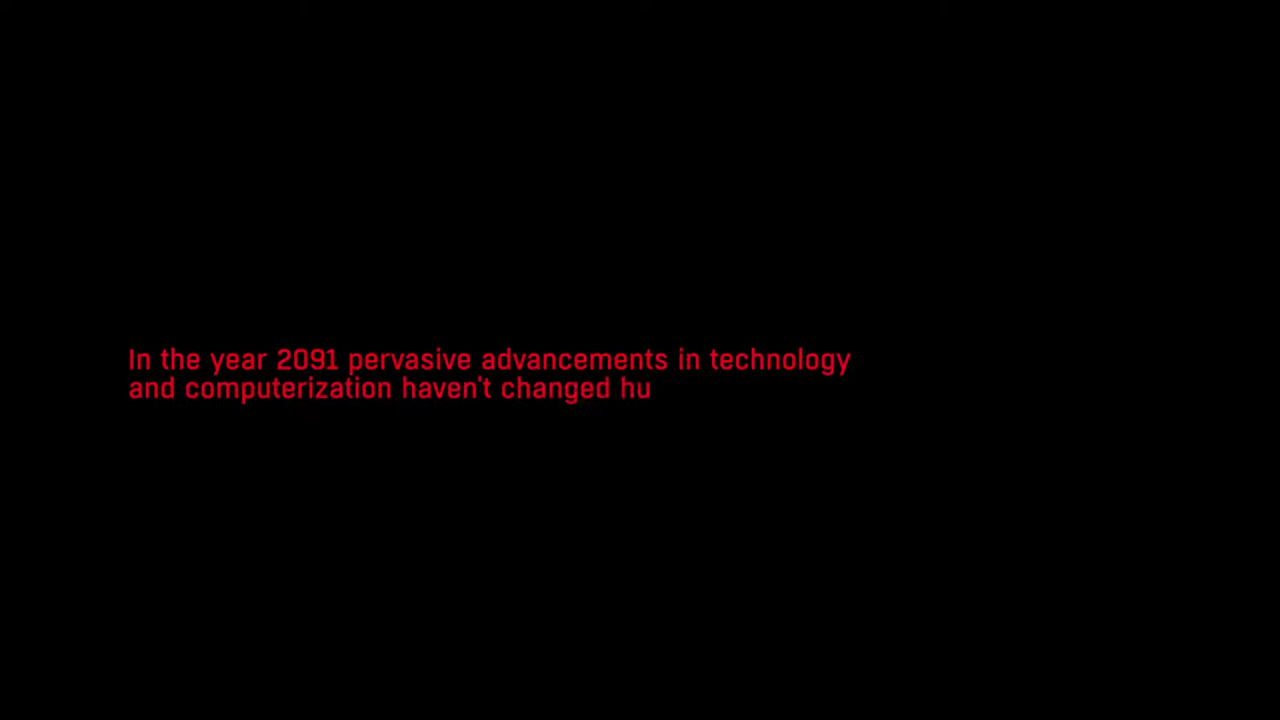 In the year 2091 pervasive advancements in technology
and computerization haven't changed hu